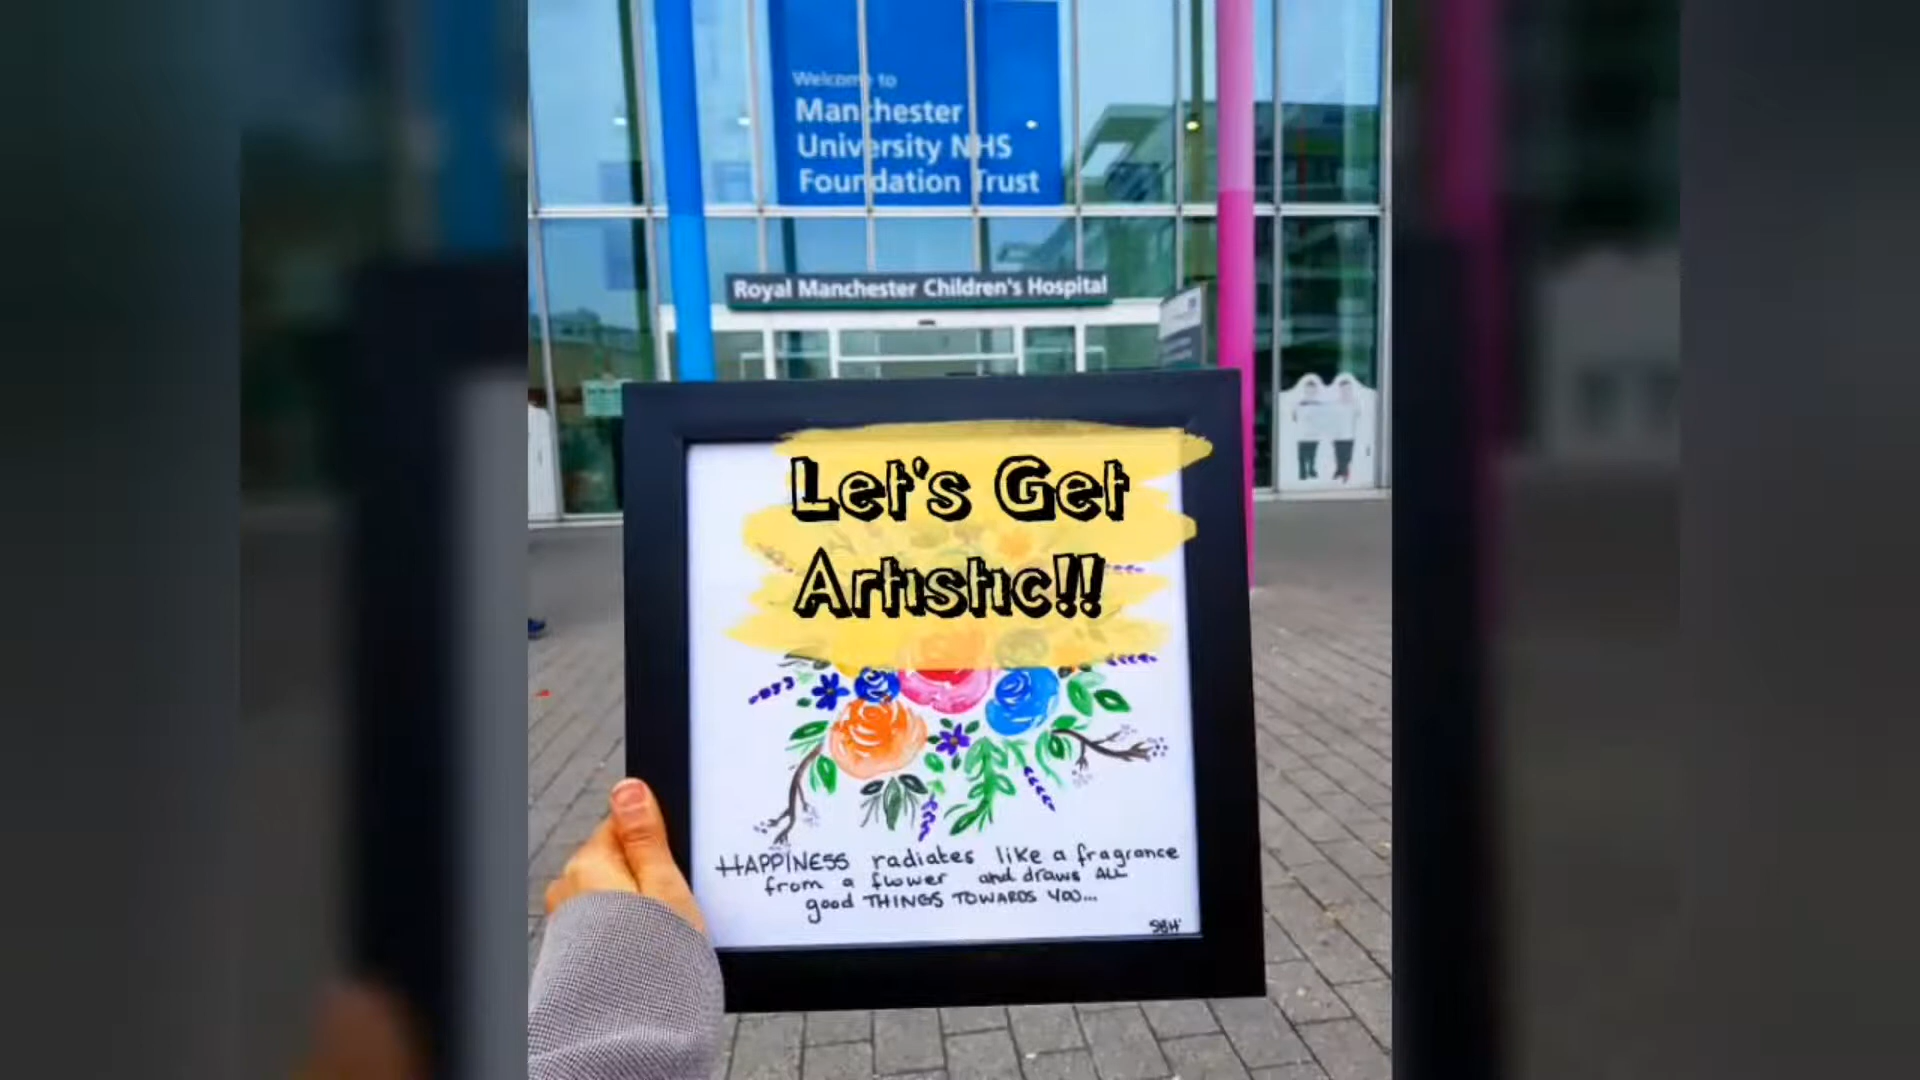 Welcome to
Manchester
University NHS
Foundation Trust
Royal Manchester Children's Hospital
Let's Get
Artistic!!
HAPPINESS radiates like a fragrance
from a flower and draws ALL
good THINGS TOWARDS YOU...
SBH'